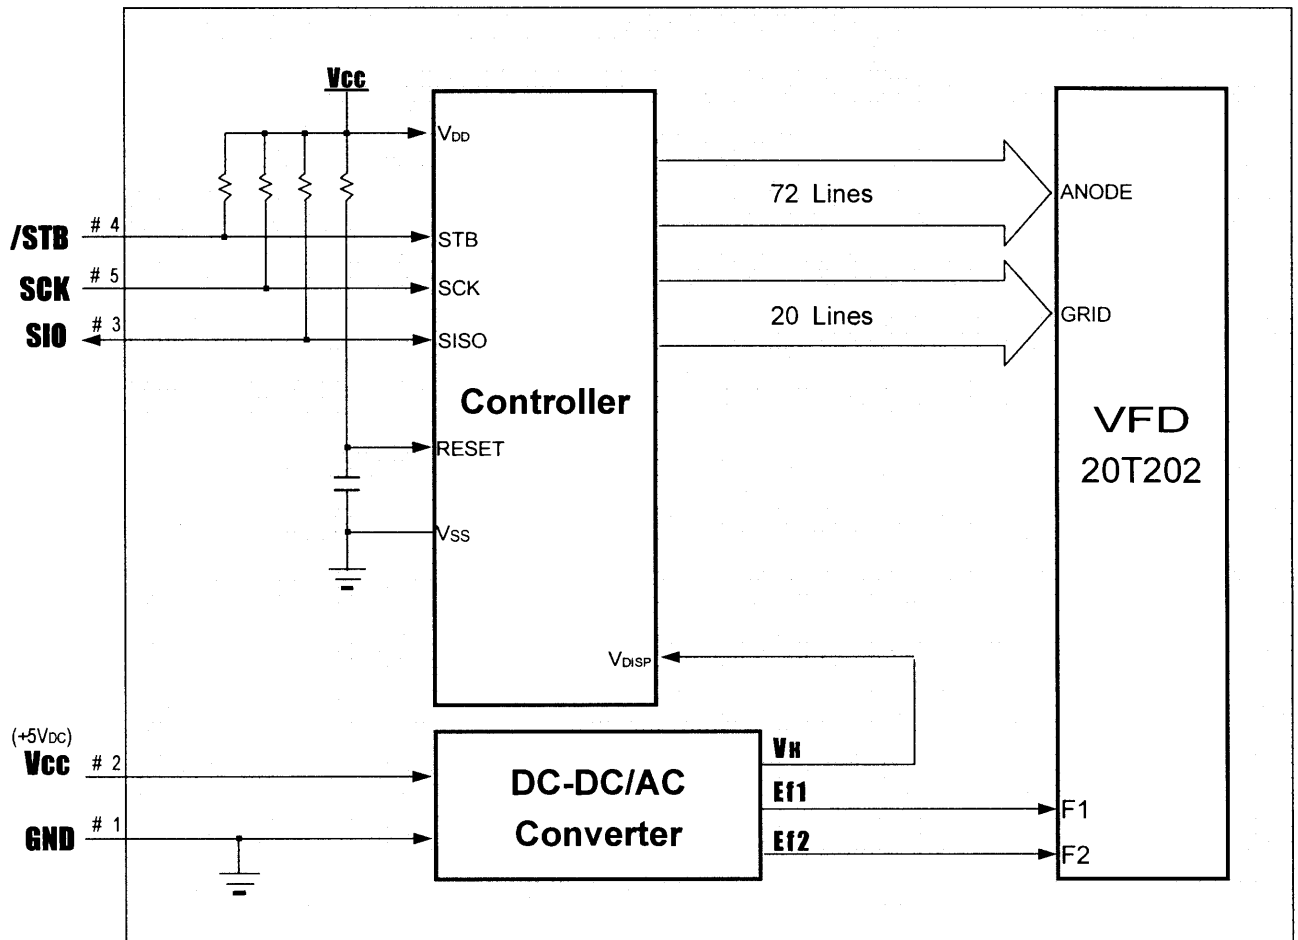 Vcc
VDD
72 Lines
ANODE
/STB # 4
STB
SCK # 5
SCK
SIO # 3
SISO
20 Lines
GRID
Controller
VFD
20T202
RESET
VSS
VDISP
(+5VDC)
Vcc # 2
GND # 1
DC-DC/AC
Converter
VH
Ef1
Ef2
F1
F2